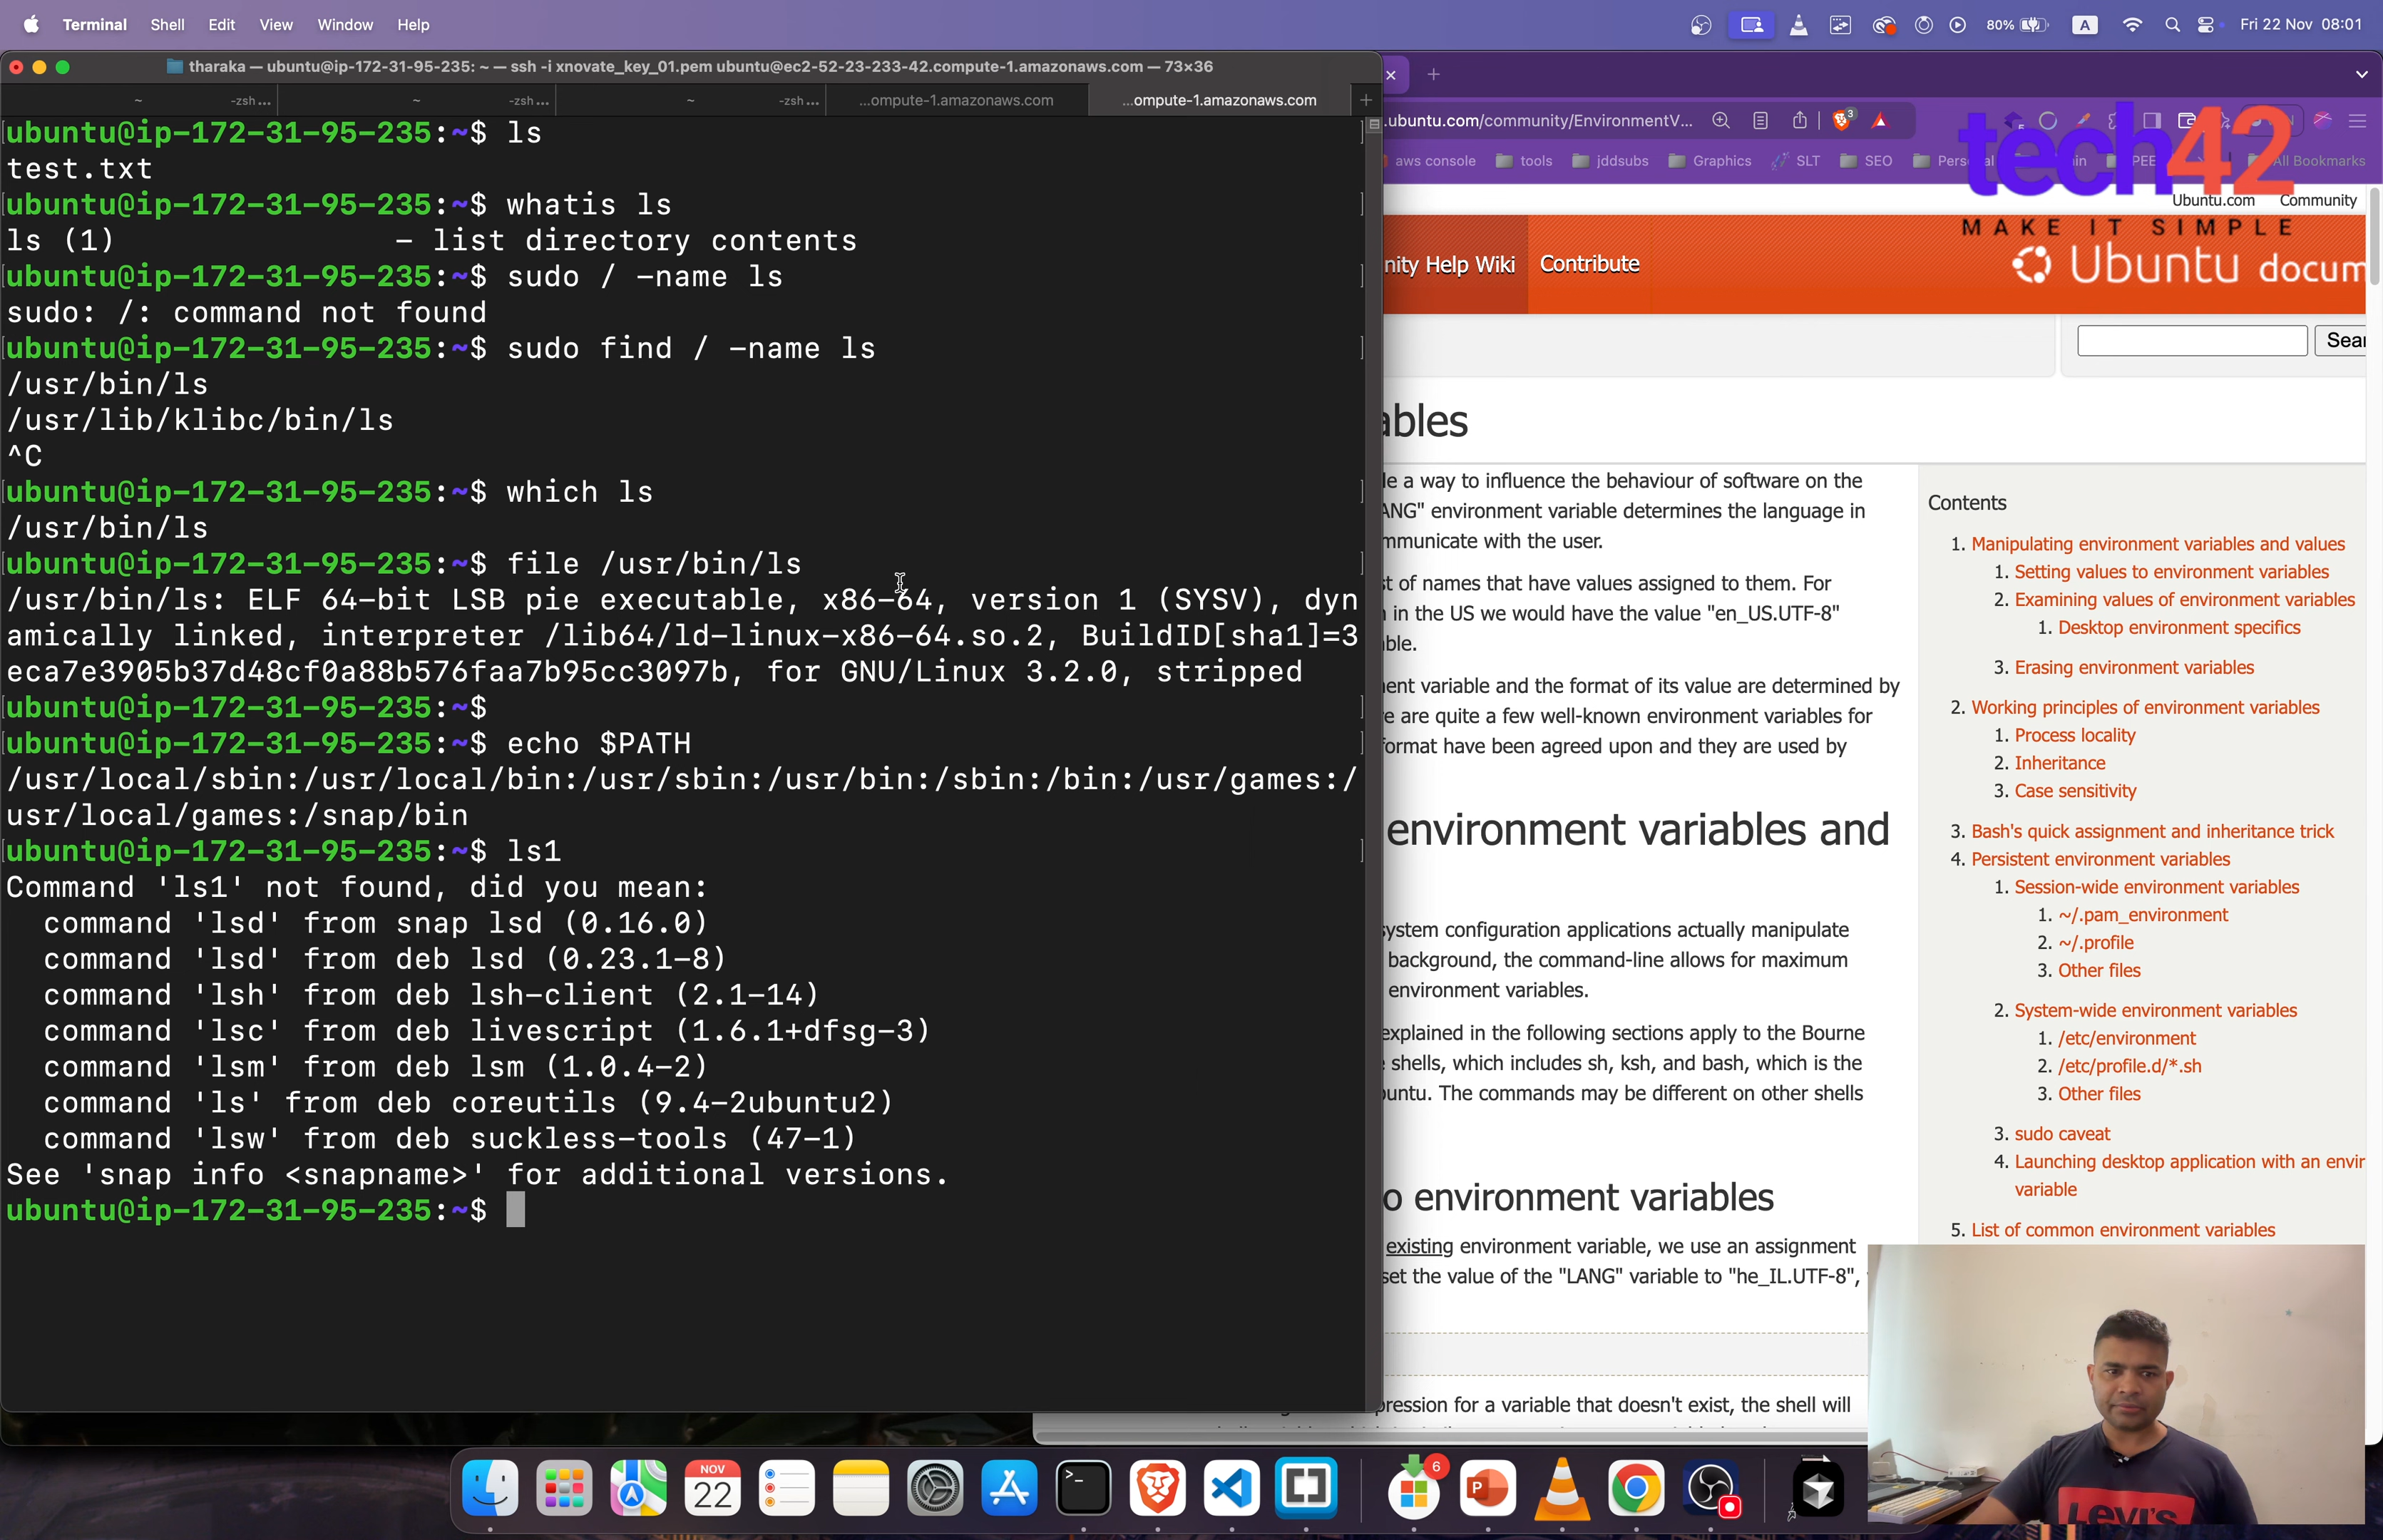 Terminal Shell Edit View Window Help
80% A Fri 22 Nov 08:01
tharaka — ubuntu@ip-172-31-95-235: ~ — ssh -i xnovate_key_01.pem ubuntu@ec2-52-23-233-42.compute-1.amazonaws.com — 73×36
~ -zsh... ~ -zsh... ~ -zsh... ...ompute-1.amazonaws.com ...ompute-1.amazonaws.com
ubuntu@ip-172-31-95-235:~$ ls
test.txt
ubuntu@ip-172-31-95-235:~$ whatis ls
ls (1)               - list directory contents
ubuntu@ip-172-31-95-235:~$ sudo / -name ls
sudo: /: command not found
ubuntu@ip-172-31-95-235:~$ sudo find / -name ls
/usr/bin/ls
/usr/lib/klibc/bin/ls
^C
ubuntu@ip-172-31-95-235:~$ which ls
/usr/bin/ls
ubuntu@ip-172-31-95-235:~$ file /usr/bin/ls
/usr/bin/ls: ELF 64-bit LSB pie executable, x86-64, version 1 (SYSV), dyn
amically linked, interpreter /lib64/ld-linux-x86-64.so.2, BuildID[sha1]=3
eca7e3905b37d48cf0a88b576faa7b95cc3097b, for GNU/Linux 3.2.0, stripped
ubuntu@ip-172-31-95-235:~$
ubuntu@ip-172-31-95-235:~$ echo $PATH
/usr/local/sbin:/usr/local/bin:/usr/sbin:/usr/bin:/sbin:/bin:/usr/games:/
usr/local/games:/snap/bin
ubuntu@ip-172-31-95-235:~$ ls1
Command 'ls1' not found, did you mean:
  command 'lsd' from snap lsd (0.16.0)
  command 'lsd' from deb lsd (0.23.1-8)
  command 'lsh' from deb lsh-client (2.1-14)
  command 'lsc' from deb livescript (1.6.1+dfsg-3)
  command 'lsm' from deb lsm (1.0.4-2)
  command 'ls' from deb coreutils (9.4-2ubuntu2)
  command 'lsw' from deb suckless-tools (47-1)
See 'snap info <snapname>' for additional versions.
ubuntu@ip-172-31-95-235:~$
.ubuntu.com/community/EnvironmentV... 3
aws console tools jddsubs Graphics SLT SEO All Bookmarks
tech42
MAKE IT SIMPLE
Ubuntu.com Community
nity Help Wiki Contribute
Ubuntu docum
Sear
ables
le a way to influence the behaviour of software on the
ANG" environment variable determines the language in
mmunicate with the user.
st of names that have values assigned to them. For
in the US we would have the value "en_US.UTF-8"
ble.
ent variable and the format of its value are determined by
e are quite a few well-known environment variables for
format have been agreed upon and they are used by
environment variables and
system configuration applications actually manipulate
background, the command-line allows for maximum
environment variables.
explained in the following sections apply to the Bourne
shells, which includes sh, ksh, and bash, which is the
buntu. The commands may be different on other shells
o environment variables
existing environment variable, we use an assignment
set the value of the "LANG" variable to "he_IL.UTF-8",
pression for a variable that doesn't exist, the shell will
Contents
1. Manipulating environment variables and values
1. Setting values to environment variables
2. Examining values of environment variables
1. Desktop environment specifics
3. Erasing environment variables
2. Working principles of environment variables
1. Process locality
2. Inheritance
3. Case sensitivity
3. Bash's quick assignment and inheritance trick
4. Persistent environment variables
1. Session-wide environment variables
1. ~/.pam_environment
2. ~/.profile
3. Other files
2. System-wide environment variables
1. /etc/environment
2. /etc/profile.d/*.sh
3. Other files
3. sudo caveat
4. Launching desktop application with an envir
variable
5. List of common environment variables
Levi's
NOV
22
6